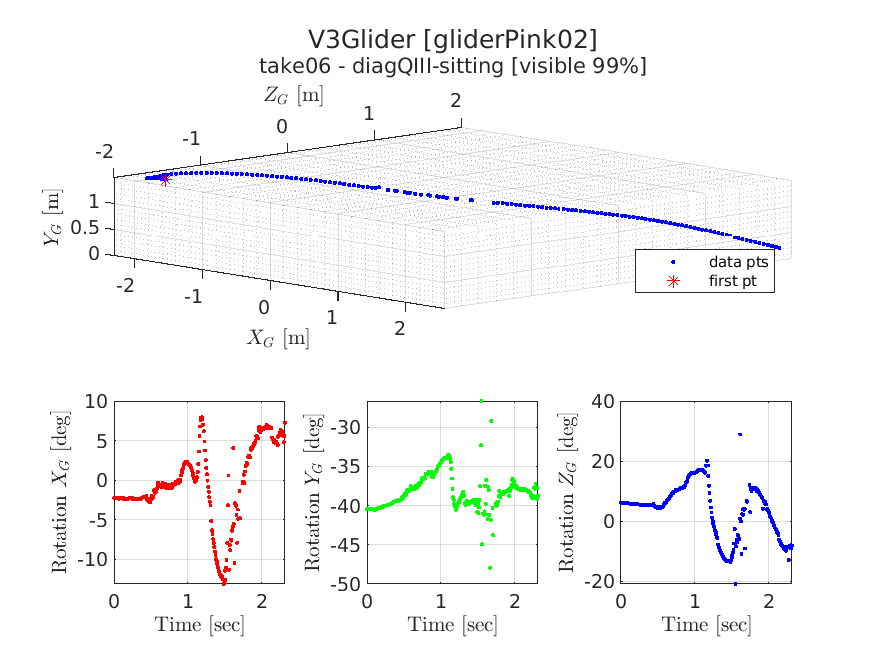 V3Glider [gliderPink02]
take06 - diagQIII-sitting [visible 99%]
Z_G [m]
-2 -1 0 1 2
Y_G [m]
1
0.5
0
-2 -1 0 1 2
X_G [m]
data pts
first pt
Rotation X_G [deg]
10
5
0
-5
-10
0 1 2
Time [sec]
Rotation Y_G [deg]
-30
-35
-40
-45
-50
0 1 2
Time [sec]
Rotation Z_G [deg]
40
20
0
-20
0 1 2
Time [sec]